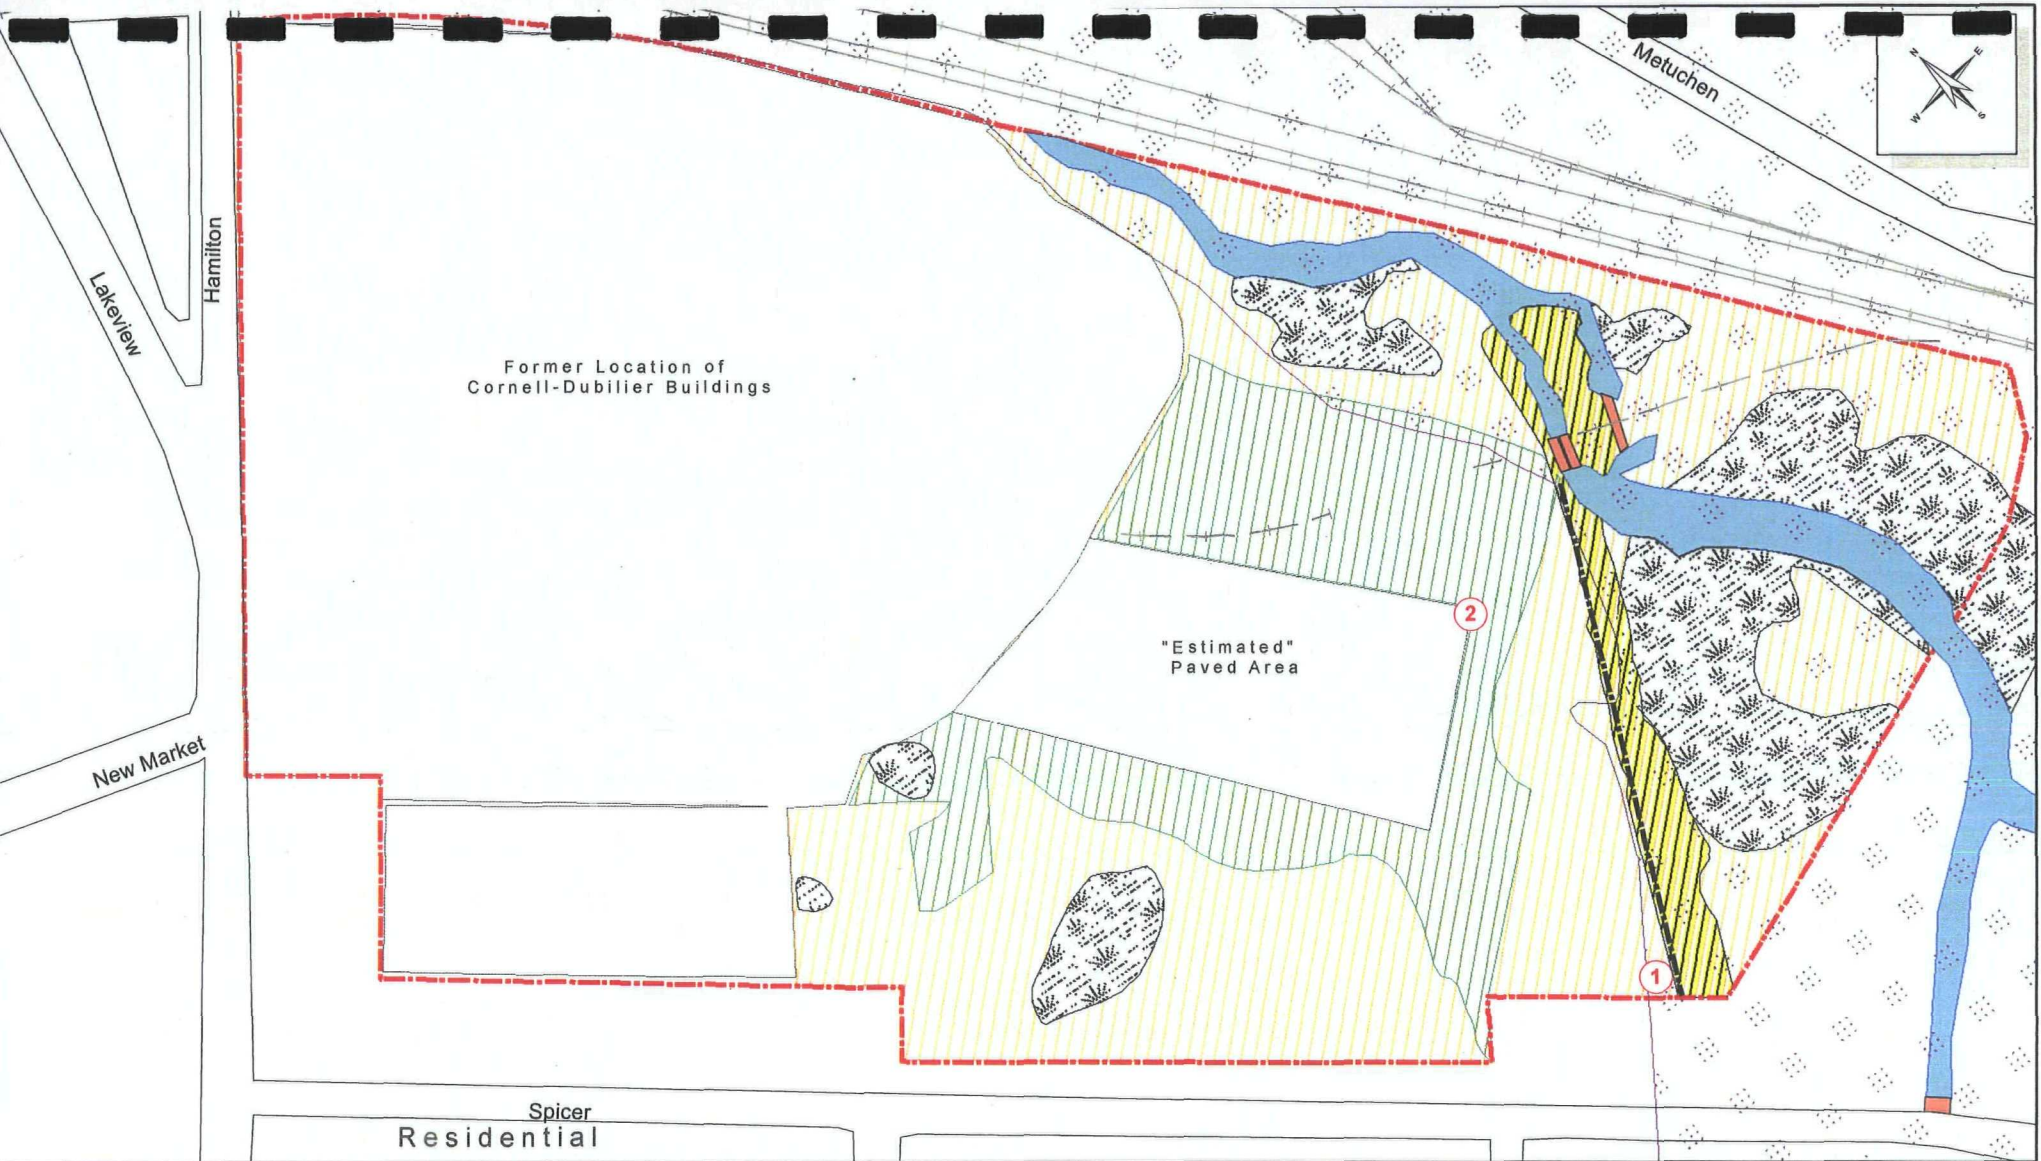 Metuchen
N
E
W
S
Hamilton
Lakeview
Former Location of
Cornell-Dubilier Buildings
2
"Estimated"
Paved Area
New Market
1
Spicer
Residential